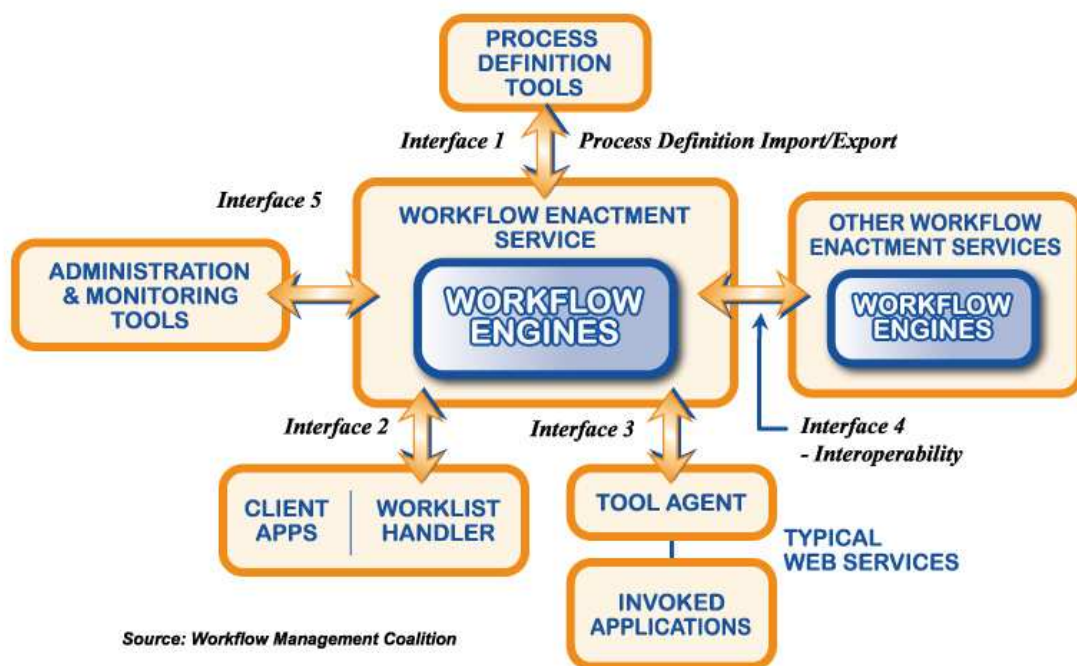 PROCESS
DEFINITION
TOOLS
Interface 1
Process Definition Import/Export
Interface 5
WORKFLOW ENACTMENT
SERVICE
WORKFLOW
ENGINES
OTHER WORKFLOW
ENACTMENT SERVICES
WORKFLOW
ENGINES
ADMINISTRATION
& MONITORING
TOOLS
Interface 2
Interface 3
Interface 4
- Interoperability
CLIENT
APPS
WORKLIST
HANDLER
TOOL AGENT
TYPICAL
WEB SERVICES
INVOKED
APPLICATIONS
Source: Workflow Management Coalition